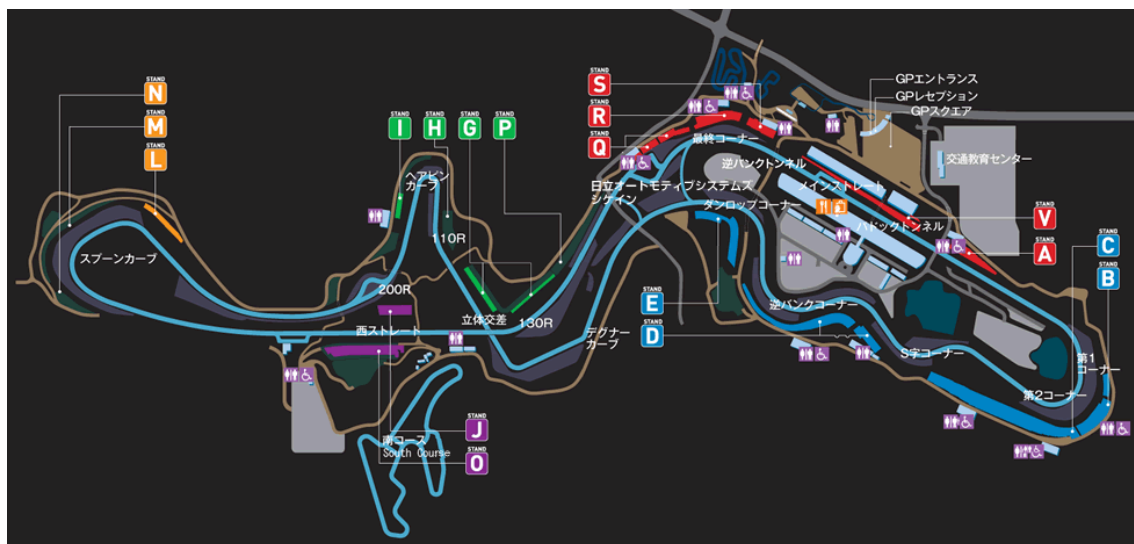 STAND
N
STAND
M
STAND
L
STAND
I
STAND
H
STAND
G
STAND
P
STAND
S
STAND
R
STAND
Q
GPエントランス
GPレセプション
GPスクエア
最終コーナー
交通教育センター
逆バンクトンネル
メインストレート
日立オートモティブシステムズ
シケイン
ダンロップコーナー
パドックトンネル
STAND
V
STAND
A
STAND
C
STAND
B
ヘアピン
カーブ
110R
スプーンカーブ
200R
立体交差
130R
西ストレート
デグナー
カーブ
STAND
E
STAND
D
逆バンクコーナー
S字コーナー
第1
コーナー
第2コーナー
STAND
J
南コース
South Course
STAND
O